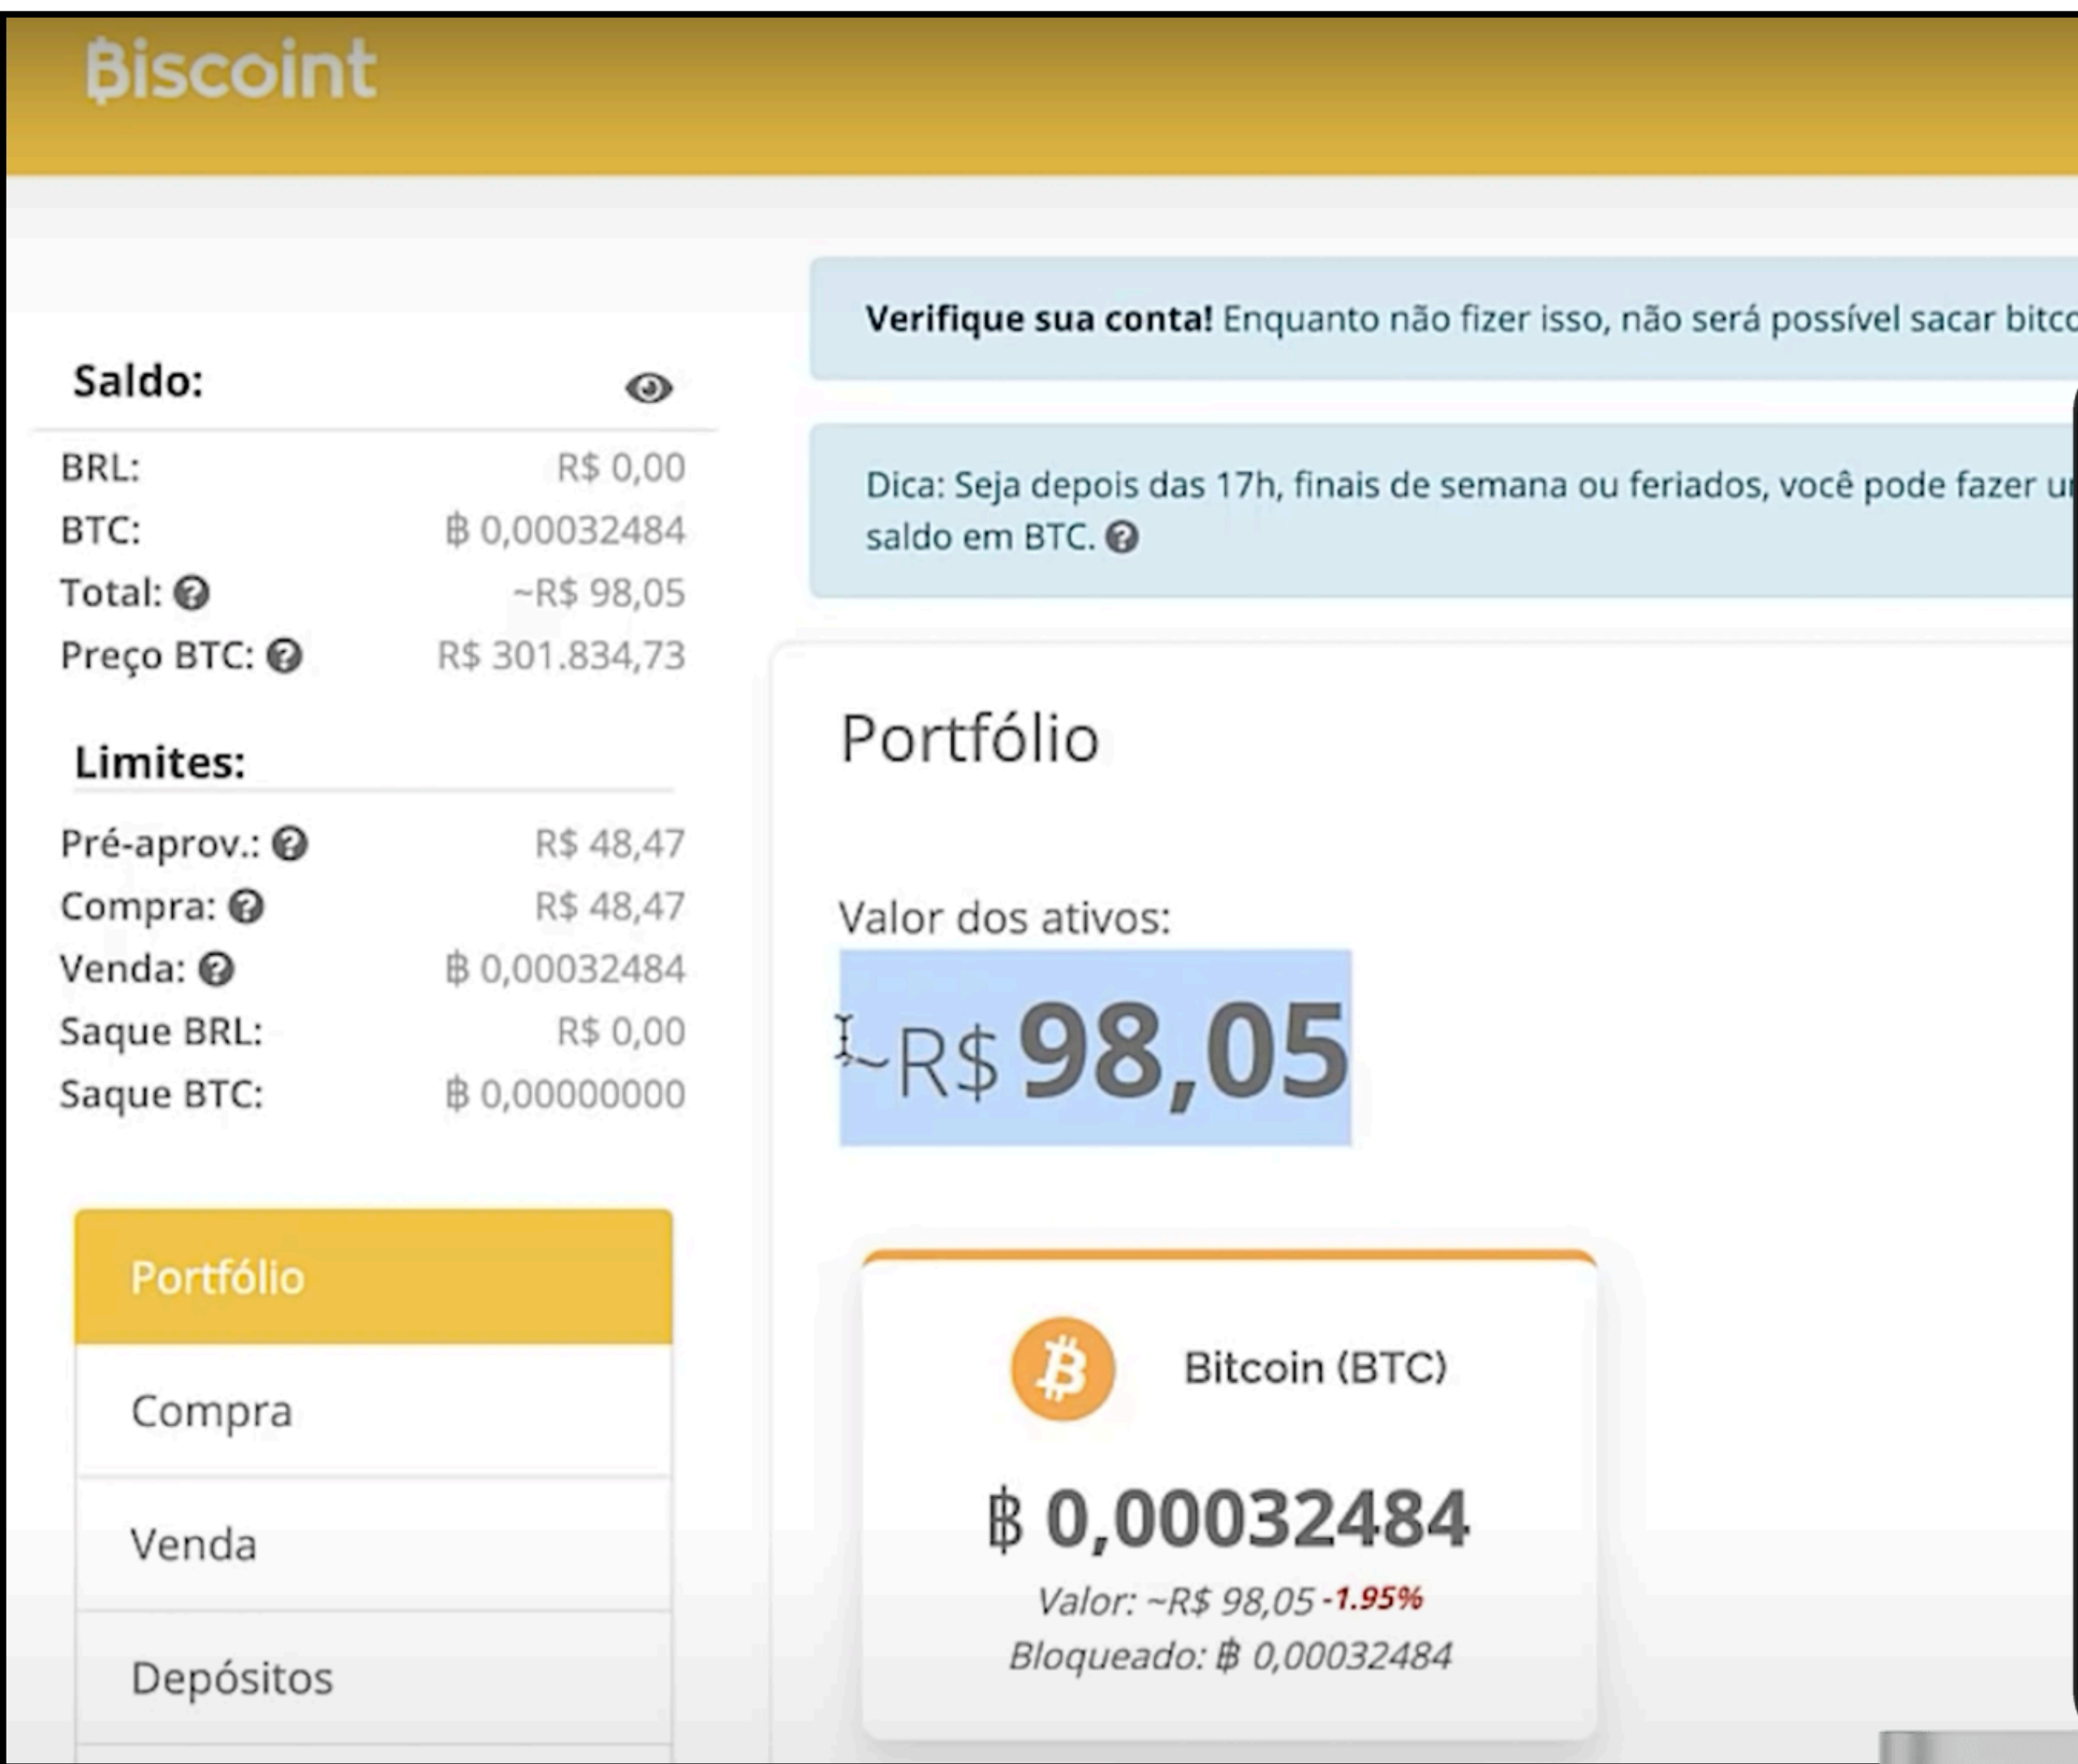 Biscoint
Saldo:
BRL: R$ 0,00
BTC: ฿ 0,00032484
Total: ~R$ 98,05
Preço BTC: R$ 301.834,73
Limites:
Pré-aprov.: R$ 48,47
Compra: R$ 48,47
Venda: ฿ 0,00032484
Saque BRL: R$ 0,00
Saque BTC: ฿ 0,00000000
Portfólio
Compra
Venda
Depósitos
Verifique sua conta! Enquanto não fizer isso, não será possível sacar bitco
Dica: Seja depois das 17h, finais de semana ou feriados, você pode fazer
saldo em BTC.
Portfólio
Valor dos ativos:
~R$ 98,05
Bitcoin (BTC)
฿ 0,00032484
Valor: ~R$ 98,05 -1.95%
Bloqueado: ฿ 0,00032484